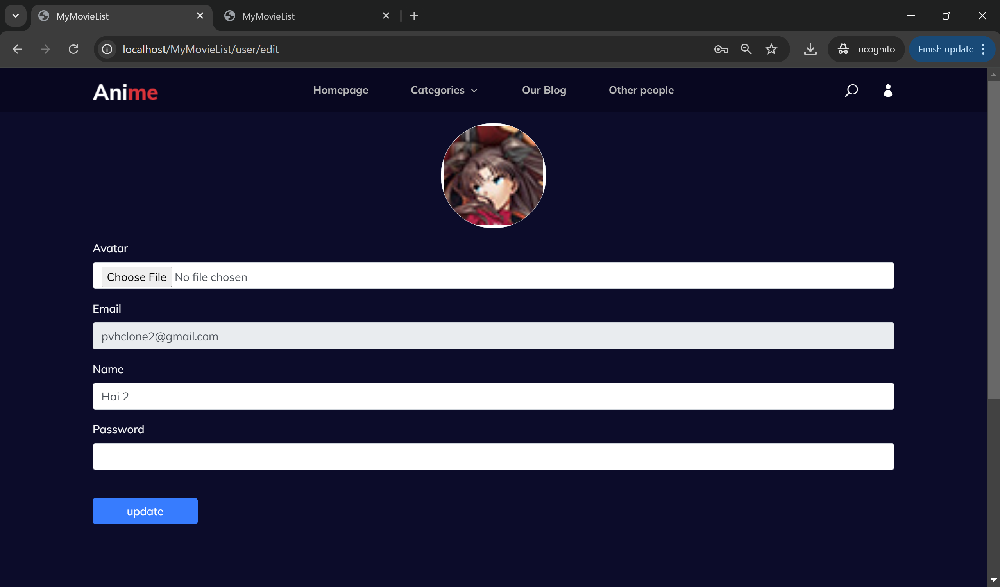 MyMovieList
MyMovieList
localhost/MyMovieList/user/edit
Incognito
Finish update
Anime
Homepage
Categories
Our Blog
Other people
Avatar
Choose File No file chosen
Email
pvhclone2@gmail.com
Name
Hai 2
Password
update